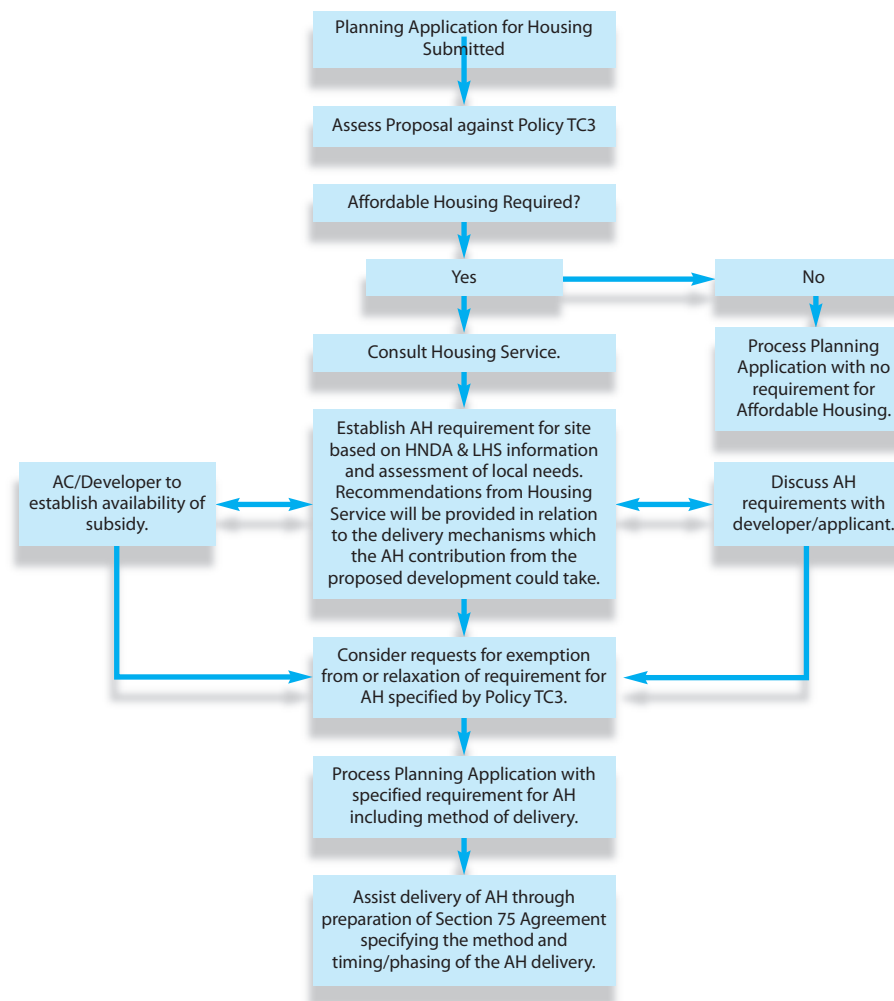 Planning Application for Housing
Submitted
Assess Proposal against Policy TC3
Affordable Housing Required?
Yes
No
Consult Housing Service.
Process Planning
Application with no
requirement for
Affordable Housing.
Establish AH requirement for site
based on HNDA & LHS information
and assessment of local needs.
Recommendations from Housing
Service will be provided in relation
to the delivery mechanisms which
the AH contribution from the
proposed development could take.
AC/Developer to
establish availability of
subsidy.
Discuss AH
requirements with
developer/applicant.
Consider requests for exemption
from or relaxation of requirement for
AH specified by Policy TC3.
Process Planning Application with
specified requirement for AH
including method of delivery.
Assist delivery of AH through
preparation of Section 75 Agreement
specifying the method and
timing/phasing of the AH delivery.